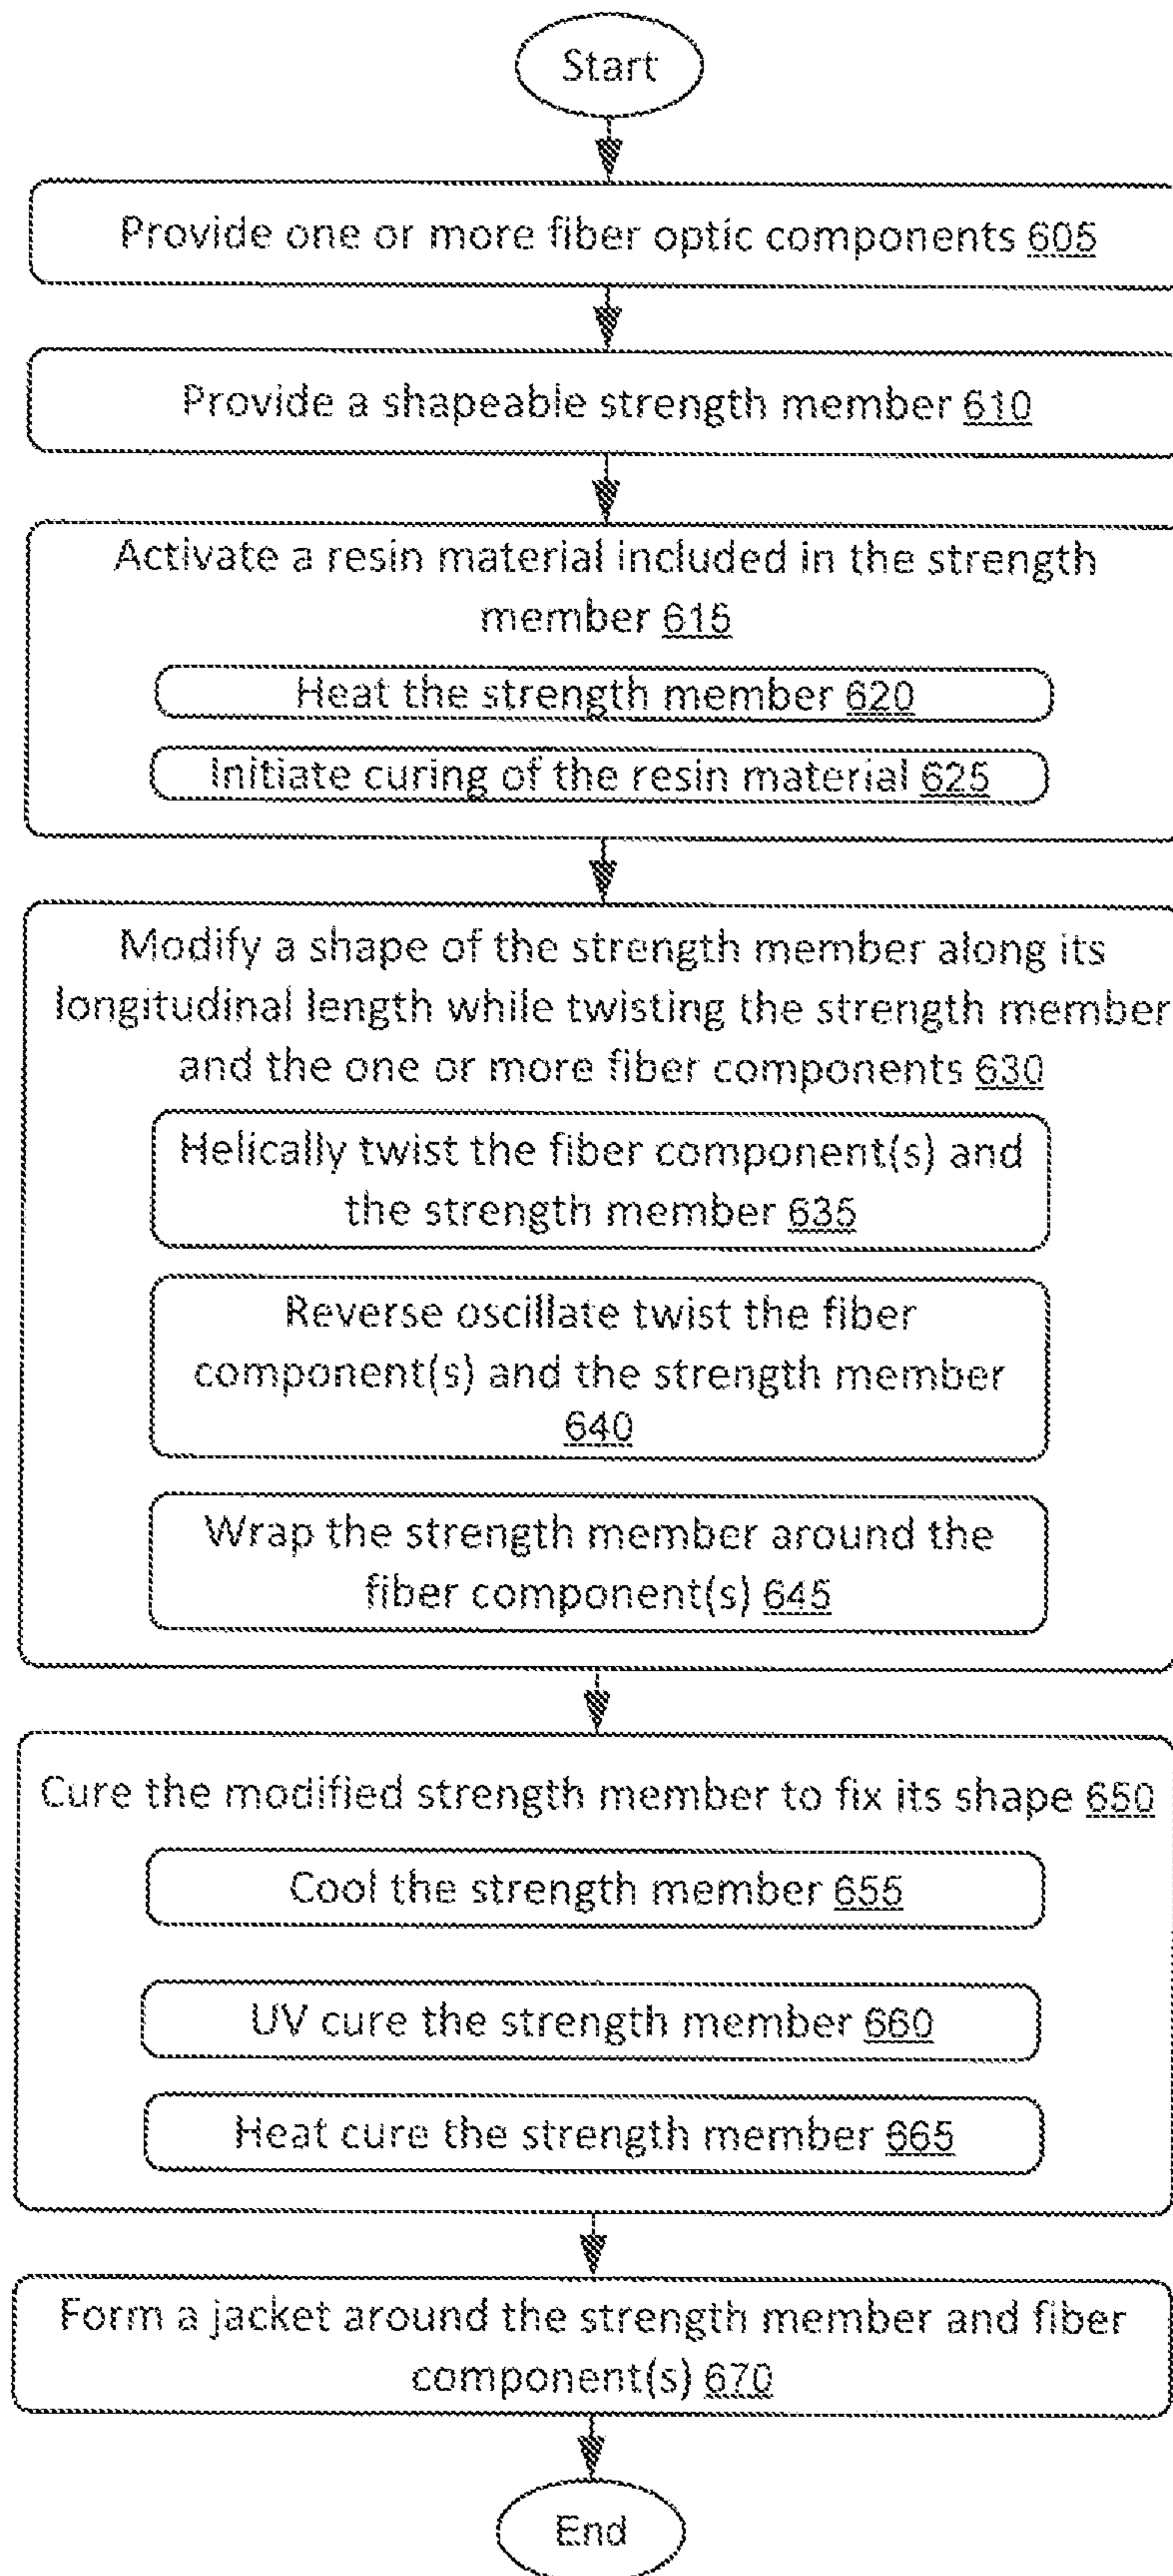 Start
Provide one or more fiber optic components 605
Provide a shapeable strength member 610
Activate a resin material included in the strength
member 615
Heat the strength member 620
Initiate curing of the resin material 625
Modify a shape of the strength member along its
longitudinal length while twisting the strength member
and the one or more fiber components 630
Helically twist the fiber component(s) and
the strength member 635
Reverse oscillate twist the fiber
component(s) and the strength member
640
Wrap the strength member around the
fiber component(s) 645
Cure the modified strength member to fix its shape 650
Cool the strength member 655
UV cure the strength member 660
Heat cure the strength member 665
Form a jacket around the strength member and fiber
component(s) 670
End